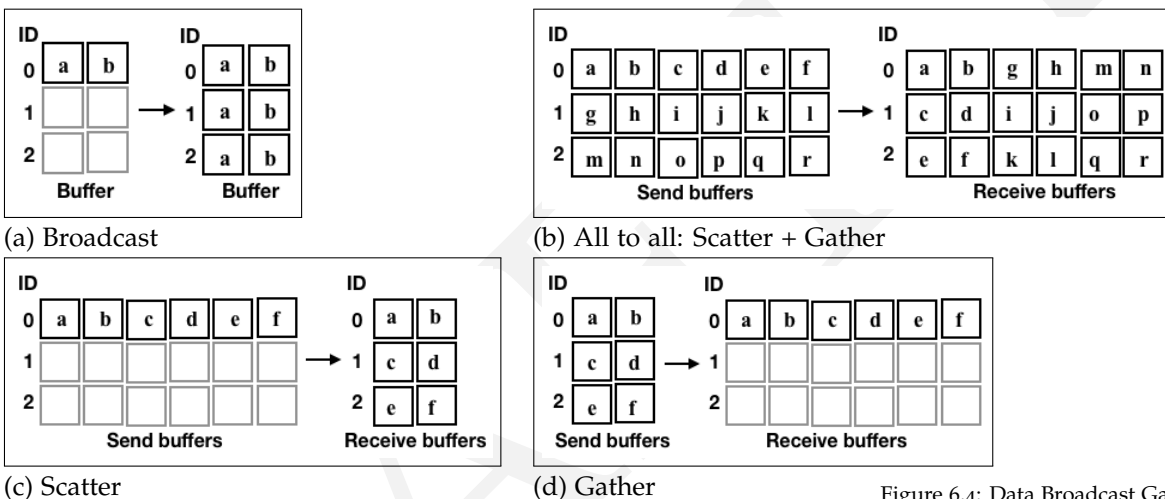 ID
0 a b
1
2
Buffer
ID
0 a b
1 a b
2 a b
Buffer
(a) Broadcast
ID
0 a b c d e f
1 g h i j k l
2 m n o p q r
Send buffers
ID
0 a b g h m n
1 c d i j o p
2 e f k l q r
Receive buffers
(b) All to all: Scatter + Gather
ID
0 a b c d e f
1
2
Send buffers
ID
0 a b
1 c d
2 e f
Receive buffers
(c) Scatter
ID
0 a b
1 c d
2 e f
Send buffers
ID
0 a b c d e f
1
2
Receive buffers
(d) Gather
Figure 6.4: Data Broadcast Ga